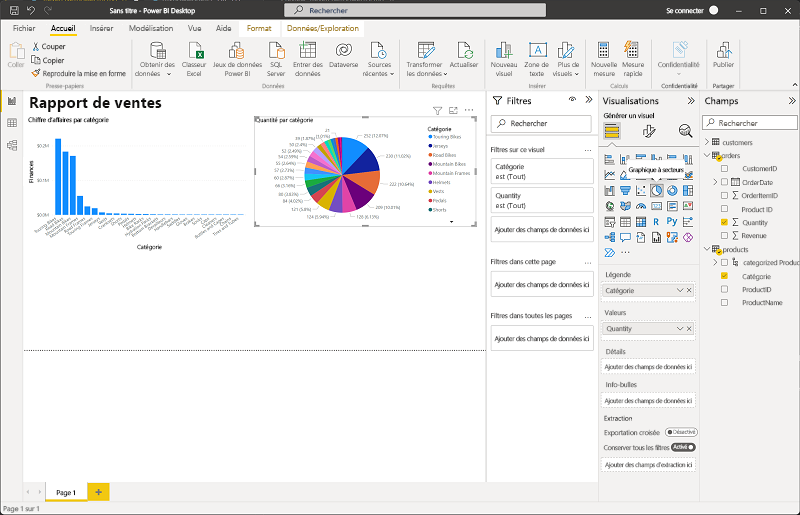 Sans titre - Power BI Desktop
Rechercher
Se connecter
Fichier Accueil Insérer Modélisation Vue Aide Format Données/Exploration
Coller
Couper
Copier
Reproduire la mise en forme
Presse-papiers
Obtenir des données
Classeur Excel
Jeux de données Power BI
SQL Server
Entrer des données
Dataverse
Sources récentes
Données
Transformer les données
Actualiser
Requêtes
Nouveau visuel
Zone de texte
Plus de visuels
Insérer
Nouvelle mesure
Mesure rapide
Calculs
Confidentialité
Confidentialité
Publier
Partager
Rapport de ventes
Chiffre d'affaires par catégorie
Finances
$0.2M
$0.1M
$0.0M
Catégorie
Quantité par catégorie
252 (12.07%)
230 (11.02%)
222 (10.64%)
209 (10.01%)
128 (6.13%)
124 (5.94%)
121 (5.8%)
84 (4.02%)
80 (3.83%)
66 (3.16%)
60 (2.87%)
57 (2.73%)
55 (2.64%)
54 (2.59%)
52 (2.49%)
50 (2.4%)
39 (1.87%)
27
Catégorie
Touring Bikes
Jerseys
Road Bikes
Mountain Bikes
Mountain Frames
Helmets
Vests
Pedals
Shorts
Filtres
Rechercher
Filtres sur ce visuel
Catégorie
est (Tout)
Quantity
est (Tout)
Ajouter des champs de données ici
Filtres dans cette page
Ajouter des champs de données ici
Filtres dans toutes les pages
Ajouter des champs de données ici
Visualisations
Générer un visuel
Graphique à secteurs
R Py
Légende
Catégorie
Valeurs
Quantity
Détails
Ajouter des champs de données ici
Info-bulles
Ajouter des champs de données ici
Extraction
Exportation croisée Désactivé
Conserver tous les filtres Activé
Ajouter des champs d'extraction ici
Champs
Rechercher
customers
orders
CustomerID
OrderDate
OrderItemID
Product ID
Quantity
Revenue
products
categorized Produc
Catégorie
ProductID
ProductName
Page 1
Page 1 sur 1